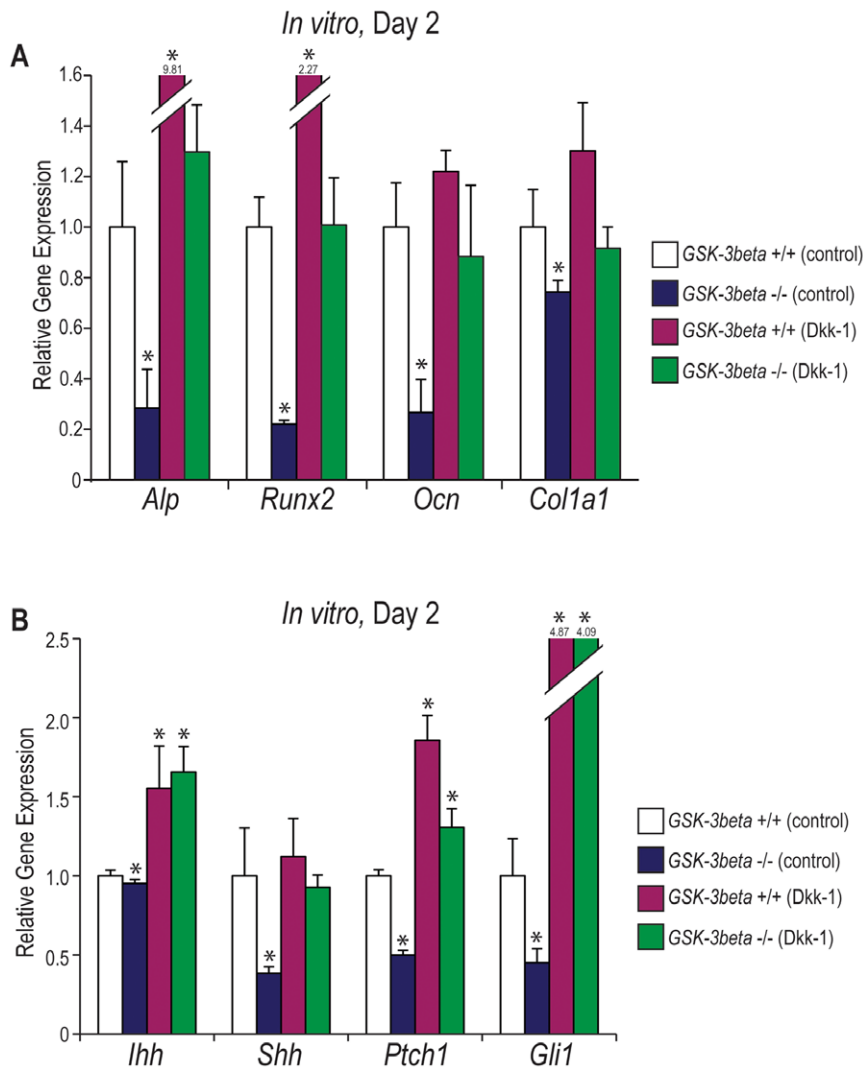 In vitro, Day 2
A
* *
9.81 2.27
1.6
1.4
1.2
1.0
0.8
0.6
0.4
0.2
0
Relative Gene Expression
* * * *
Alp Runx2 Ocn Col1a1
GSK-3beta +/+ (control)
GSK-3beta -/- (control)
GSK-3beta +/+ (Dkk-1)
GSK-3beta -/- (Dkk-1)
In vitro, Day 2
B
* *
4.87 4.09
2.5
2.0
1.5
1.0
0.5
0
Relative Gene Expression
* * * * * * * *
Ihh Shh Ptch1 Gli1
GSK-3beta +/+ (control)
GSK-3beta -/- (control)
GSK-3beta +/+ (Dkk-1)
GSK-3beta -/- (Dkk-1)